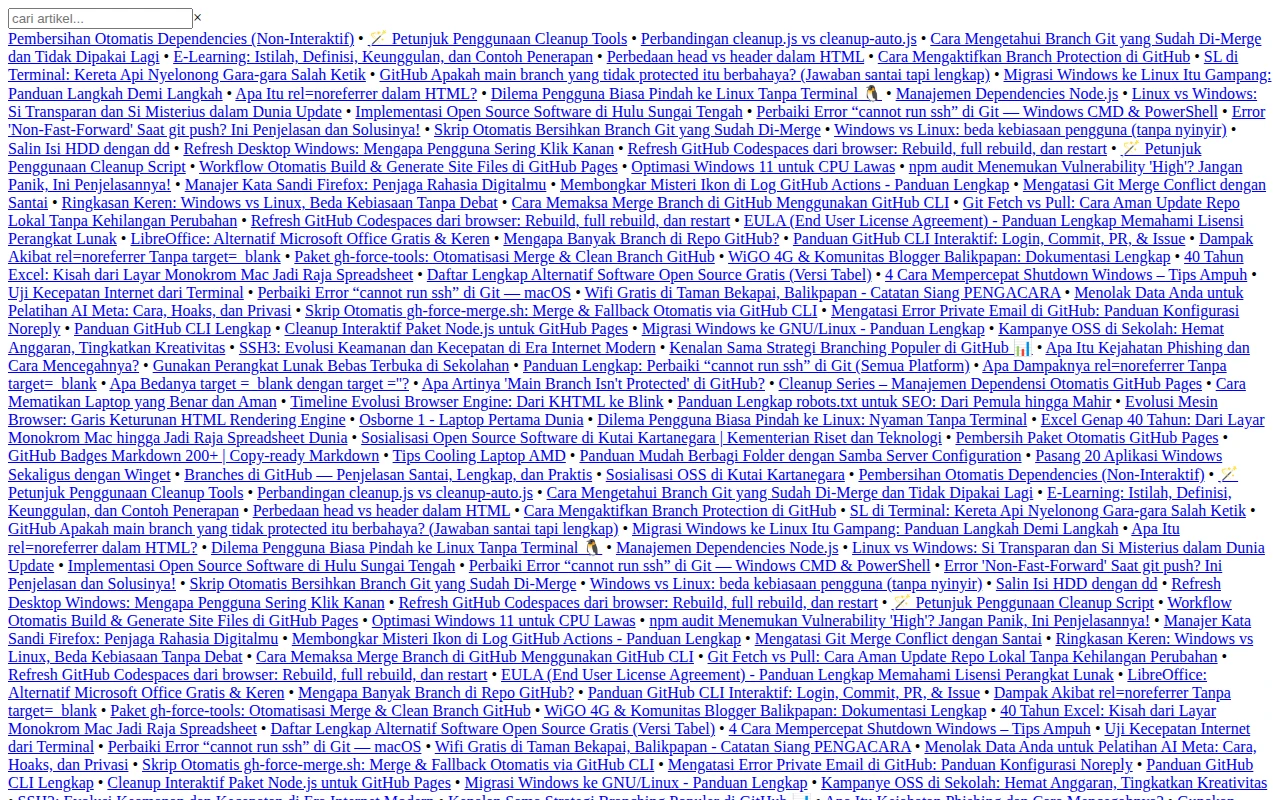 cari artikel...×
Pembersihan Otomatis Dependencies (Non-Interaktif) • 🪄 Petunjuk Penggunaan Cleanup Tools • Perbandingan cleanup.js vs cleanup-auto.js • Cara Mengetahui Branch Git yang Sudah Di-Merge
dan Tidak Dipakai Lagi • E-Learning: Istilah, Definisi, Keunggulan, dan Contoh Penerapan • Perbedaan head vs header dalam HTML • Cara Mengaktifkan Branch Protection di GitHub • SL di
Terminal: Kereta Api Nyelonong Gara-gara Salah Ketik • GitHub Apakah main branch yang tidak protected itu berbahaya? (Jawaban santai tapi lengkap) • Migrasi Windows ke Linux Itu Gampang:
Panduan Langkah Demi Langkah • Apa Itu rel=noreferrer dalam HTML? • Dilema Pengguna Biasa Pindah ke Linux Tanpa Terminal 🐧 • Manajemen Dependencies Node.js • Linux vs Windows:
Si Transparan dan Si Misterius dalam Dunia Update • Implementasi Open Source Software di Hulu Sungai Tengah • Perbaiki Error “cannot run ssh” di Git — Windows CMD & PowerShell • Error
'Non-Fast-Forward' Saat git push? Ini Penjelasan dan Solusinya! • Skrip Otomatis Bersihkan Branch Git yang Sudah Di-Merge • Windows vs Linux: beda kebiasaan pengguna (tanpa nyinyir) •
Salin Isi HDD dengan dd • Refresh Desktop Windows: Mengapa Pengguna Sering Klik Kanan • Refresh GitHub Codespaces dari browser: Rebuild, full rebuild, dan restart • 🪄 Petunjuk
Penggunaan Cleanup Script • Workflow Otomatis Build & Generate Site Files di GitHub Pages • Optimasi Windows 11 untuk CPU Lawas • npm audit Menemukan Vulnerability 'High'? Jangan
Panik, Ini Penjelasannya! • Manajer Kata Sandi Firefox: Penjaga Rahasia Digitalmu • Membongkar Misteri Ikon di Log GitHub Actions - Panduan Lengkap • Mengatasi Git Merge Conflict dengan
Santai • Ringkasan Keren: Windows vs Linux, Beda Kebiasaan Tanpa Debat • Cara Memaksa Merge Branch di GitHub Menggunakan GitHub CLI • Git Fetch vs Pull: Cara Aman Update Repo
Lokal Tanpa Kehilangan Perubahan • Refresh GitHub Codespaces dari browser: Rebuild, full rebuild, dan restart • EULA (End User License Agreement) - Panduan Lengkap Memahami Lisensi
Perangkat Lunak • LibreOffice: Alternatif Microsoft Office Gratis & Keren • Mengapa Banyak Branch di Repo GitHub? • Panduan GitHub CLI Interaktif: Login, Commit, PR, & Issue • Dampak
Akibat rel=noreferrer Tanpa target=_blank • Paket gh-force-tools: Otomatisasi Merge & Clean Branch GitHub • WiGO 4G & Komunitas Blogger Balikpapan: Dokumentasi Lengkap • 40 Tahun
Excel: Kisah dari Layar Monokrom Mac Jadi Raja Spreadsheet • Daftar Lengkap Alternatif Software Open Source Gratis (Versi Tabel) • 4 Cara Mempercepat Shutdown Windows – Tips Ampuh •
Uji Kecepatan Internet dari Terminal • Perbaiki Error “cannot run ssh” di Git — macOS • Wifi Gratis di Taman Bekapai, Balikpapan - Catatan Siang PENGACARA • Menolak Data Anda untuk
Pelatihan AI Meta: Cara, Hoaks, dan Privasi • Skrip Otomatis gh-force-merge.sh: Merge & Fallback Otomatis via GitHub CLI • Mengatasi Error Private Email di GitHub: Panduan Konfigurasi
Noreply • Panduan GitHub CLI Lengkap • Cleanup Interaktif Paket Node.js untuk GitHub Pages • Migrasi Windows ke GNU/Linux - Panduan Lengkap • Kampanye OSS di Sekolah: Hemat
Anggaran, Tingkatkan Kreativitas • SSH3: Evolusi Keamanan dan Kecepatan di Era Internet Modern • Kenalan Sama Strategi Branching Populer di GitHub 📊 • Apa Itu Kejahatan Phishing dan
Cara Mencegahnya? • Gunakan Perangkat Lunak Bebas Terbuka di Sekolahan • Panduan Lengkap: Perbaiki “cannot run ssh” di Git (Semua Platform) • Apa Dampaknya rel=noreferrer Tanpa
target=_blank • Apa Bedanya target =_blank dengan target =''? • Apa Artinya 'Main Branch Isn't Protected' di GitHub? • Cleanup Series – Manajemen Dependensi Otomatis GitHub Pages • Cara
Mematikan Laptop yang Benar dan Aman • Timeline Evolusi Browser Engine: Dari KHTML ke Blink • Panduan Lengkap robots.txt untuk SEO: Dari Pemula hingga Mahir • Evolusi Mesin
Browser: Garis Keturunan HTML Rendering Engine • Osborne 1 - Laptop Pertama Dunia • Dilema Pengguna Biasa Pindah ke Linux: Nyaman Tanpa Terminal • Excel Genap 40 Tahun: Dari Layar
Monokrom Mac hingga Jadi Raja Spreadsheet Dunia • Sosialisasi Open Source Software di Kutai Kartanegara | Kementerian Riset dan Teknologi • Pembersih Paket Otomatis GitHub Pages •
GitHub Badges Markdown 200+ | Copy-ready Markdown • Tips Cooling Laptop AMD • Panduan Mudah Berbagi Folder dengan Samba Server Configuration • Pasang 20 Aplikasi Windows
Sekaligus dengan Winget • Branches di GitHub — Penjelasan Santai, Lengkap, dan Praktis • Sosialisasi OSS di Kutai Kartanegara • Pembersihan Otomatis Dependencies (Non-Interaktif) • 🪄
Petunjuk Penggunaan Cleanup Tools • Perbandingan cleanup.js vs cleanup-auto.js • Cara Mengetahui Branch Git yang Sudah Di-Merge dan Tidak Dipakai Lagi • E-Learning: Istilah, Definisi,
Keunggulan, dan Contoh Penerapan • Perbedaan head vs header dalam HTML • Cara Mengaktifkan Branch Protection di GitHub • SL di Terminal: Kereta Api Nyelonong Gara-gara Salah Ketik •
GitHub Apakah main branch yang tidak protected itu berbahaya? (Jawaban santai tapi lengkap) • Migrasi Windows ke Linux Itu Gampang: Panduan Langkah Demi Langkah • Apa Itu
rel=noreferrer dalam HTML? • Dilema Pengguna Biasa Pindah ke Linux Tanpa Terminal 🐧 • Manajemen Dependencies Node.js • Linux vs Windows: Si Transparan dan Si Misterius dalam Dunia
Update • Implementasi Open Source Software di Hulu Sungai Tengah • Perbaiki Error “cannot run ssh” di Git — Windows CMD & PowerShell • Error 'Non-Fast-Forward' Saat git push? Ini
Penjelasan dan Solusinya! • Skrip Otomatis Bersihkan Branch Git yang Sudah Di-Merge • Windows vs Linux: beda kebiasaan pengguna (tanpa nyinyir) • Salin Isi HDD dengan dd • Refresh
Desktop Windows: Mengapa Pengguna Sering Klik Kanan • Refresh GitHub Codespaces dari browser: Rebuild, full rebuild, dan restart • 🪄 Petunjuk Penggunaan Cleanup Script • Workflow
Otomatis Build & Generate Site Files di GitHub Pages • Optimasi Windows 11 untuk CPU Lawas • npm audit Menemukan Vulnerability 'High'? Jangan Panik, Ini Penjelasannya! • Manajer Kata
Sandi Firefox: Penjaga Rahasia Digitalmu • Membongkar Misteri Ikon di Log GitHub Actions - Panduan Lengkap • Mengatasi Git Merge Conflict dengan Santai • Ringkasan Keren: Windows vs
Linux, Beda Kebiasaan Tanpa Debat • Cara Memaksa Merge Branch di GitHub Menggunakan GitHub CLI • Git Fetch vs Pull: Cara Aman Update Repo Lokal Tanpa Kehilangan Perubahan •
Refresh GitHub Codespaces dari browser: Rebuild, full rebuild, dan restart • EULA (End User License Agreement) - Panduan Lengkap Memahami Lisensi Perangkat Lunak • LibreOffice:
Alternatif Microsoft Office Gratis & Keren • Mengapa Banyak Branch di Repo GitHub? • Panduan GitHub CLI Interaktif: Login, Commit, PR, & Issue • Dampak Akibat rel=noreferrer Tanpa
target=_blank • Paket gh-force-tools: Otomatisasi Merge & Clean Branch GitHub • WiGO 4G & Komunitas Blogger Balikpapan: Dokumentasi Lengkap • 40 Tahun Excel: Kisah dari Layar
Monokrom Mac Jadi Raja Spreadsheet • Daftar Lengkap Alternatif Software Open Source Gratis (Versi Tabel) • 4 Cara Mempercepat Shutdown Windows – Tips Ampuh • Uji Kecepatan Internet
dari Terminal • Perbaiki Error “cannot run ssh” di Git — macOS • Wifi Gratis di Taman Bekapai, Balikpapan - Catatan Siang PENGACARA • Menolak Data Anda untuk Pelatihan AI Meta: Cara,
Hoaks, dan Privasi • Skrip Otomatis gh-force-merge.sh: Merge & Fallback Otomatis via GitHub CLI • Mengatasi Error Private Email di GitHub: Panduan Konfigurasi Noreply • Panduan GitHub
CLI Lengkap • Cleanup Interaktif Paket Node.js untuk GitHub Pages • Migrasi Windows ke GNU/Linux - Panduan Lengkap • Kampanye OSS di Sekolah: Hemat Anggaran, Tingkatkan Kreativitas
• SSH3: Evolusi Keamanan dan Kecepatan di Era Internet Modern • Kenalan Sama Strategi Branching Populer di GitHub 📊 • Apa Itu Kejahatan Phishing dan Cara Mencegahnya? • Gunakan